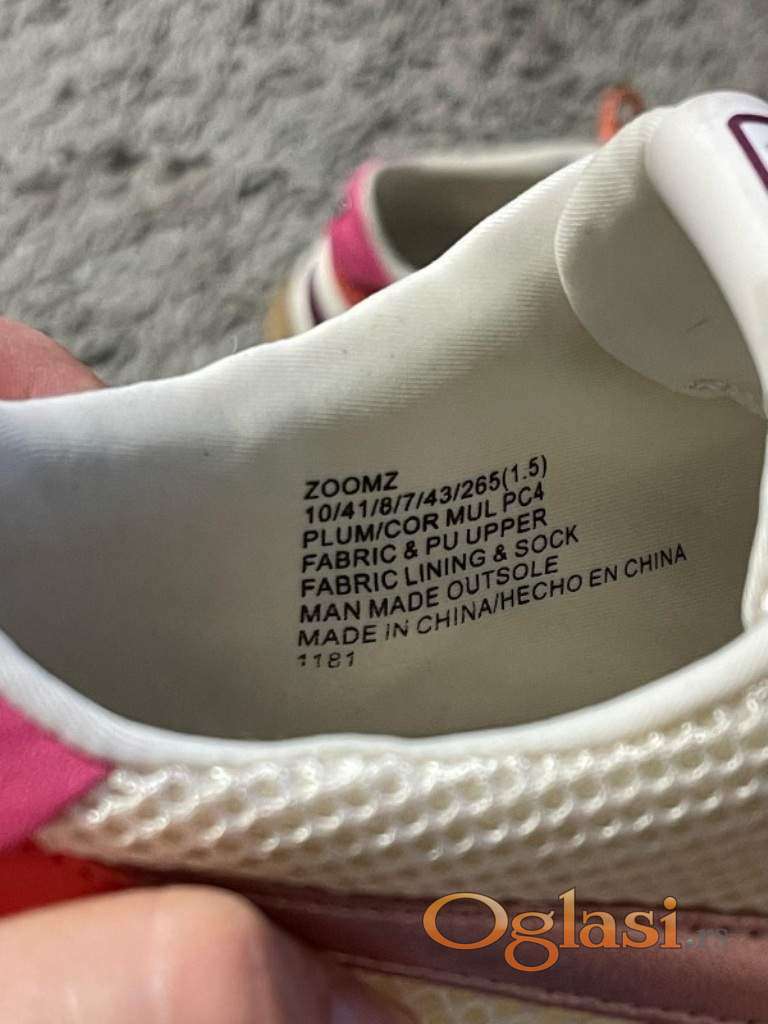 ZOOMZ
10/41/8/7/43/265(1.5)
PLUM/COR MUL PC4
FABRIC & PU UPPER
FABRIC LINING & SOCK
MAN MADE OUTSOLE
MADE IN CHINA/HECHO EN CHINA
1181
Oglasi